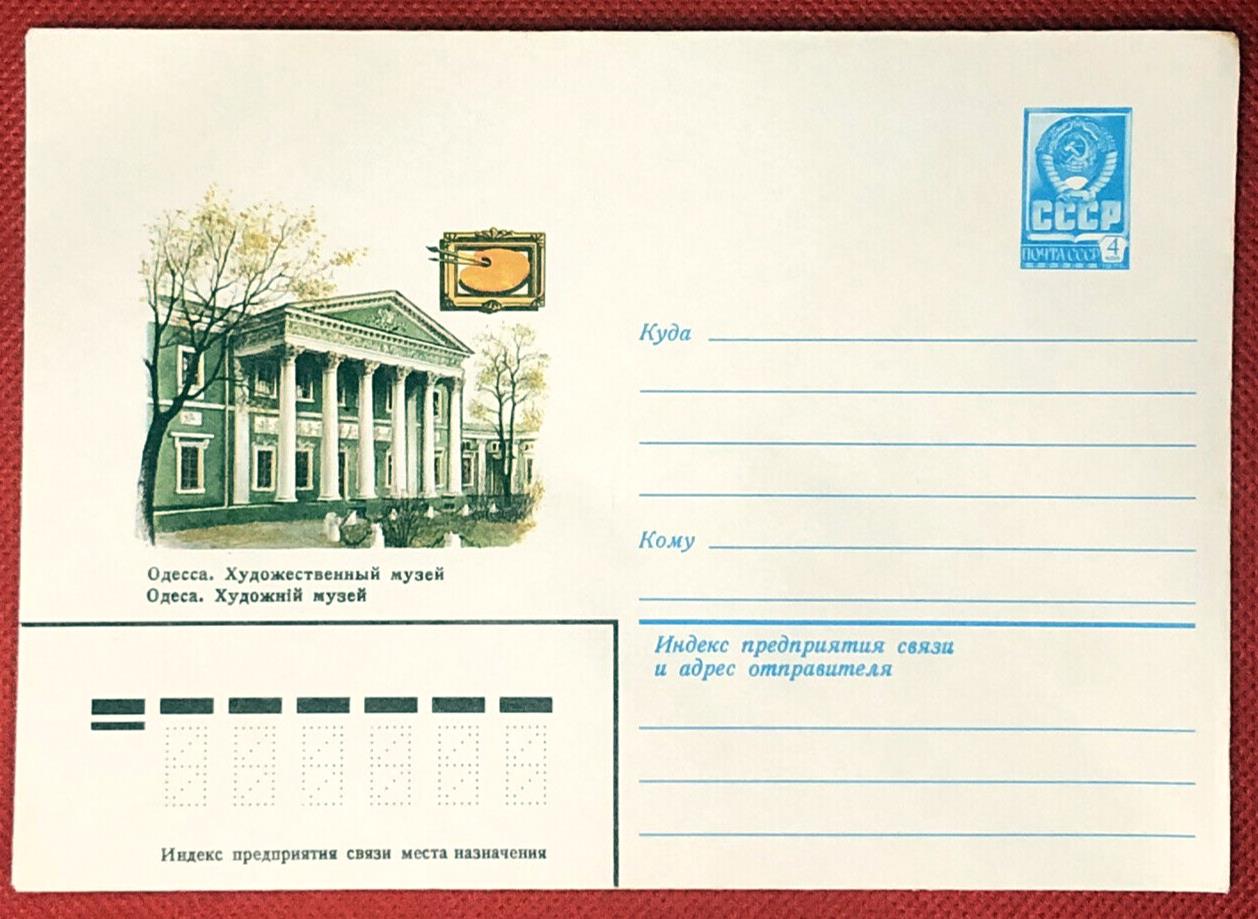 СССР
ПОЧТА СССР 4
коп
Куда
Кому
Одесса. Художественный музей
Одеса. Художній музей
Индекс предприятия связи
и адрес отправителя
Индекс предприятия связи места назначения